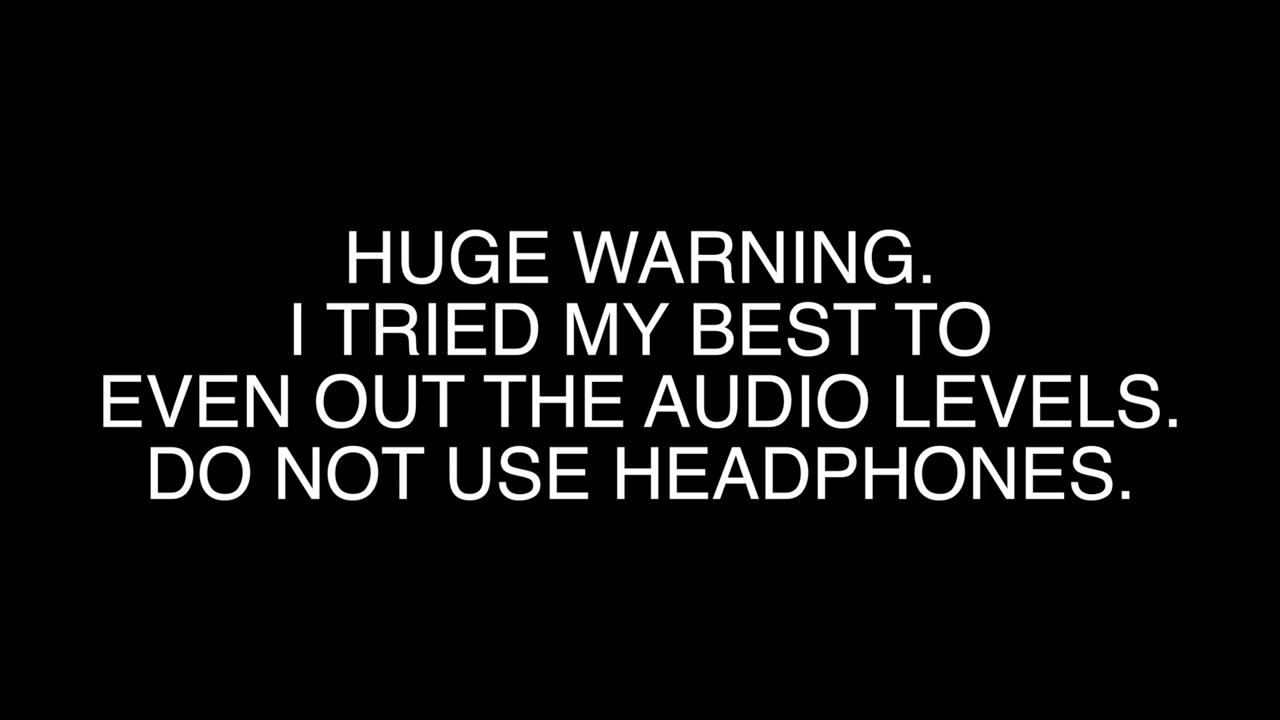 HUGE WARNING.
I TRIED MY BEST TO
EVEN OUT THE AUDIO LEVELS.
DO NOT USE HEADPHONES.